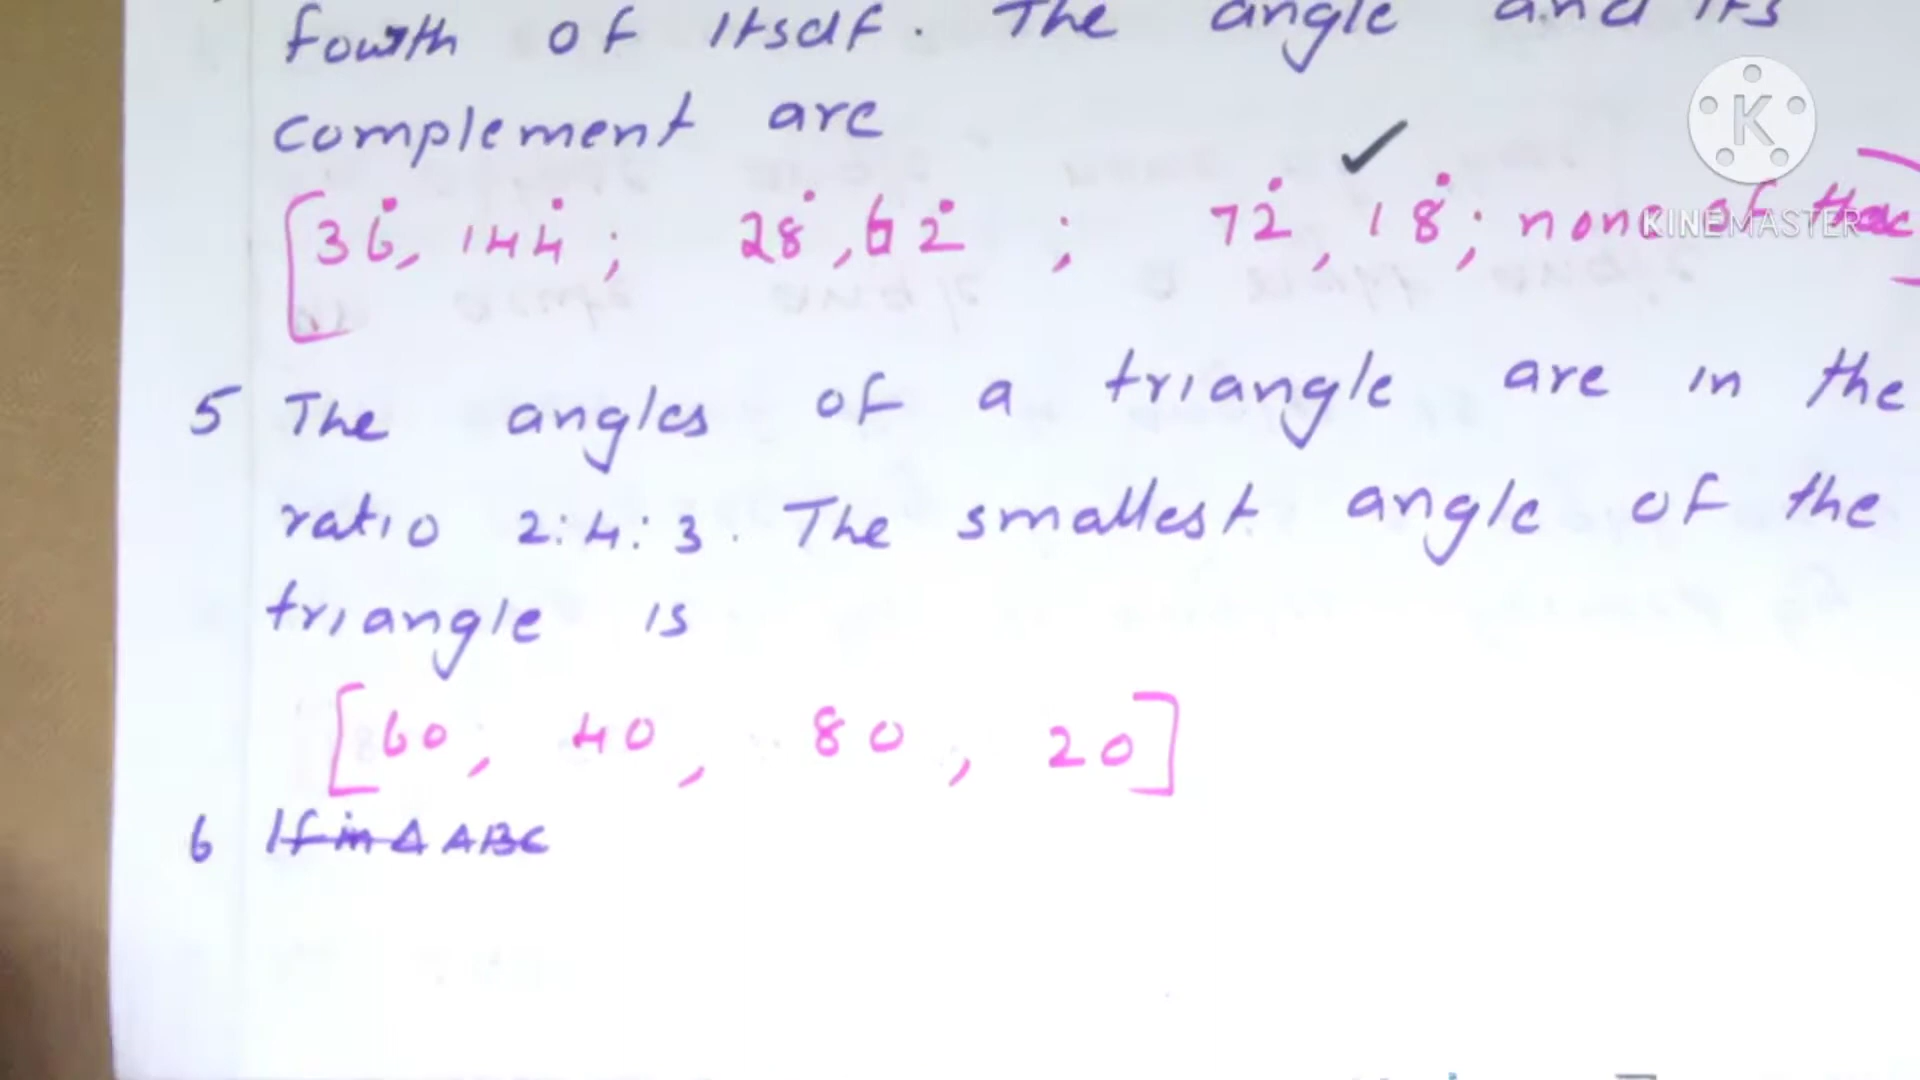 fourth of itself. The angle and its
complement are
[36°, 144°; 28°, 62°; 72°, 18°; none of these
K
KINEMASTER
5 The angles of a triangle are in the
ratio 2:4:3. The smallest angle of the
triangle is
[60, 40, 80, 20]
6 If in Δ ABC